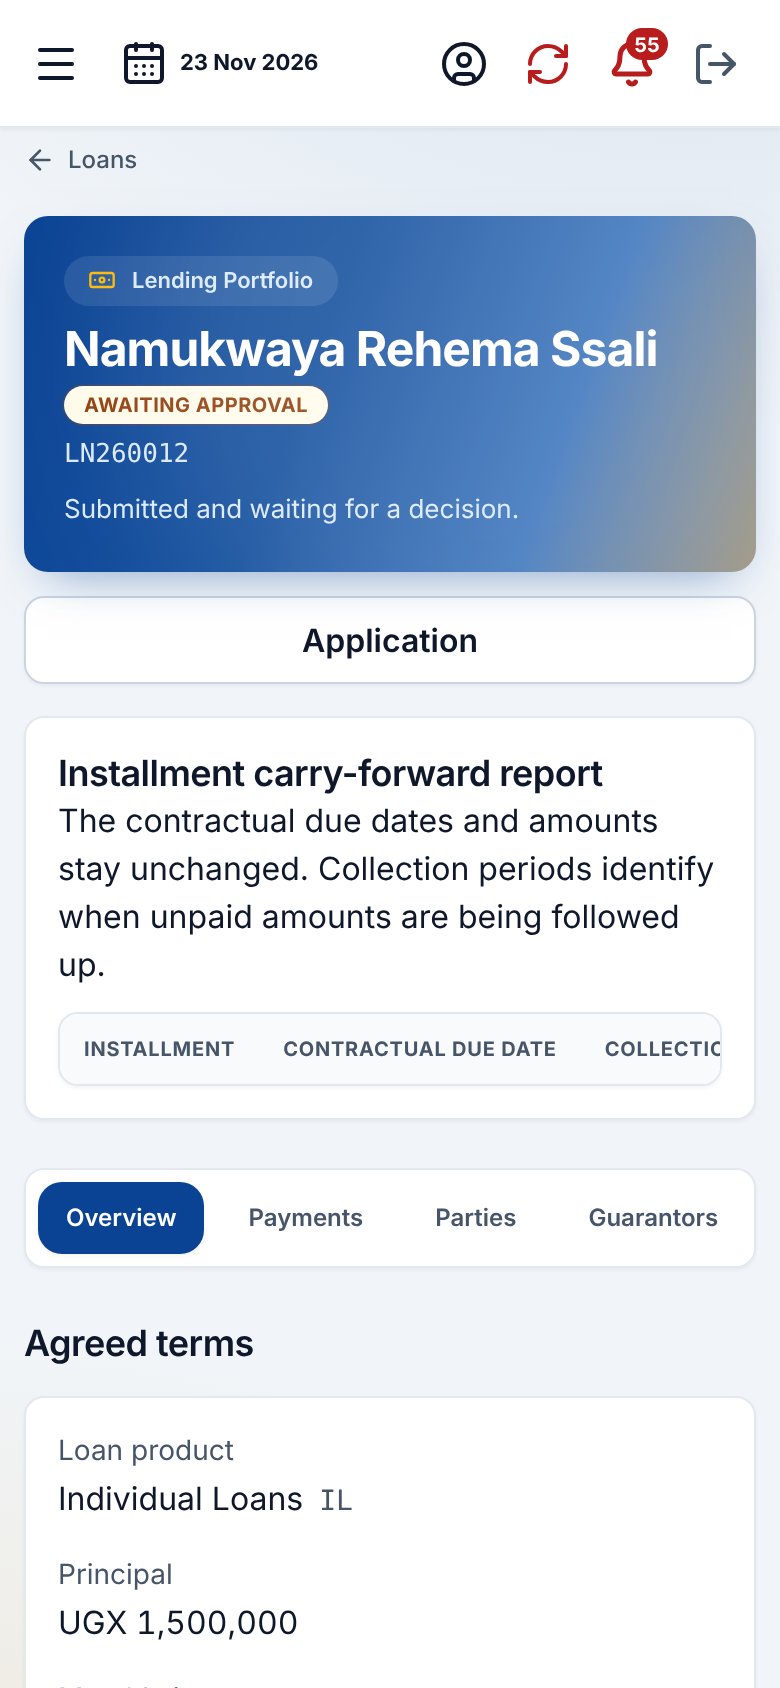 23 Nov 2026
55
Loans
Lending Portfolio
Namukwaya Rehema Ssali
AWAITING APPROVAL
LN260012
Submitted and waiting for a decision.
Application
Installment carry-forward report
The contractual due dates and amounts
stay unchanged. Collection periods identify
when unpaid amounts are being followed
up.
INSTALLMENT CONTRACTUAL DUE DATE
Overview Payments Parties Guarantors
Agreed terms
Loan product
Individual Loans IL
Principal
UGX 1,500,000